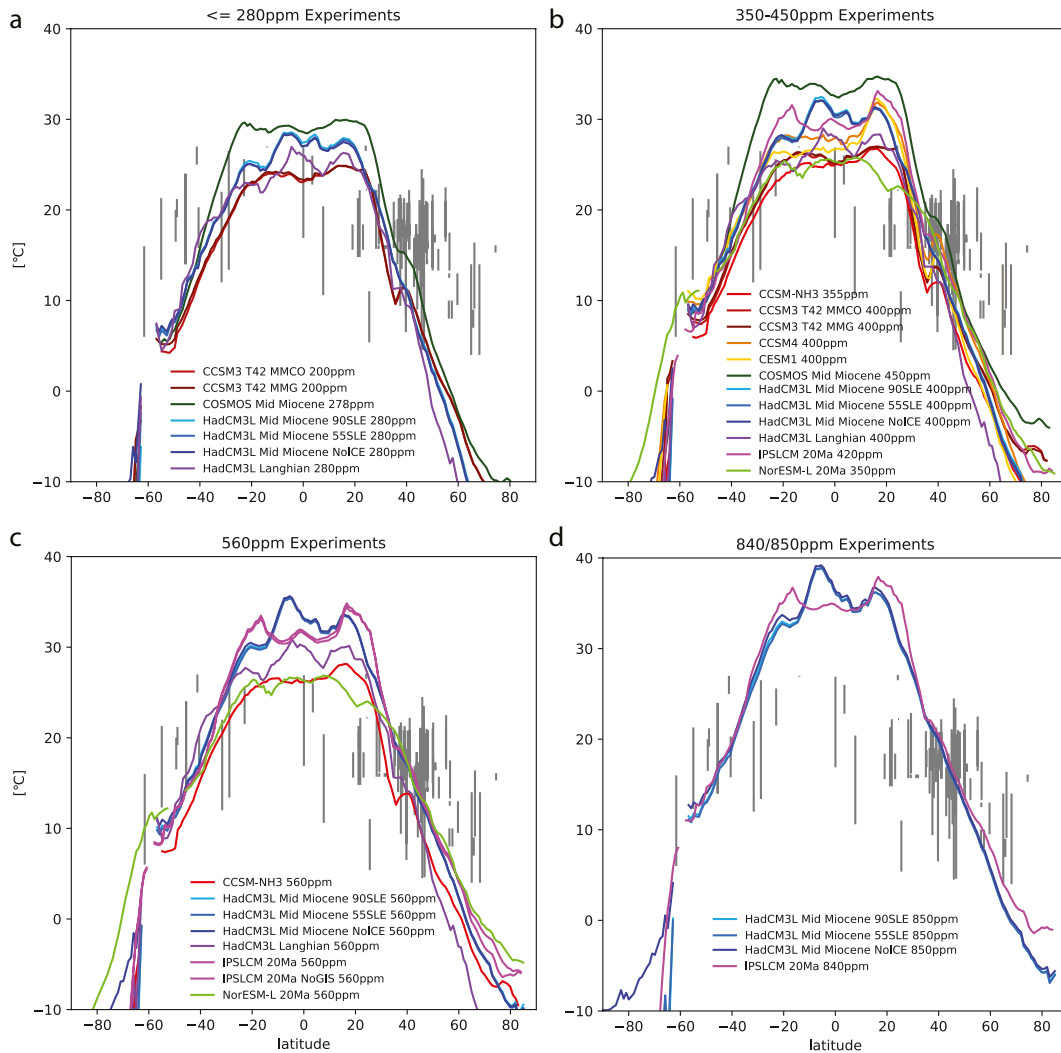 a
<= 280ppm Experiments
40
30
20
10
0
−10
[°C]
−80 −60 −40 −20 0 20 40 60 80
CCSM3 T42 MMCO 200ppm
CCSM3 T42 MMG 200ppm
COSMOS Mid Miocene 278ppm
HadCM3L Mid Miocene 90SLE 280ppm
HadCM3L Mid Miocene 55SLE 280ppm
HadCM3L Mid Miocene NoICE 280ppm
HadCM3L Langhian 280ppm
b
350-450ppm Experiments
40
30
20
10
0
−10
−80 −60 −40 −20 0 20 40 60 80
CCSM-NH3 355ppm
CCSM3 T42 MMCO 400ppm
CCSM3 T42 MMG 400ppm
CCSM4 400ppm
CESM1 400ppm
COSMOS Mid Miocene 450ppm
HadCM3L Mid Miocene 90SLE 400ppm
HadCM3L Mid Miocene 55SLE 400ppm
HadCM3L Mid Miocene NoICE 400ppm
HadCM3L Langhian 400ppm
IPSLCM 20Ma 420ppm
NorESM-L 20Ma 350ppm
c
560ppm Experiments
40
30
20
10
0
−10
[°C]
−80 −60 −40 −20 0 20 40 60 80
latitude
CCSM-NH3 560ppm
HadCM3L Mid Miocene 90SLE 560ppm
HadCM3L Mid Miocene 55SLE 560ppm
HadCM3L Mid Miocene NoICE 560ppm
HadCM3L Langhian 560ppm
IPSLCM 20Ma 560ppm
IPSLCM 20Ma NoGIS 560ppm
NorESM-L 20Ma 560ppm
d
840/850ppm Experiments
40
30
20
10
0
−10
−80 −60 −40 −20 0 20 40 60 80
latitude
HadCM3L Mid Miocene 90SLE 850ppm
HadCM3L Mid Miocene 55SLE 850ppm
HadCM3L Mid Miocene NoICE 850ppm
IPSLCM 20Ma 840ppm